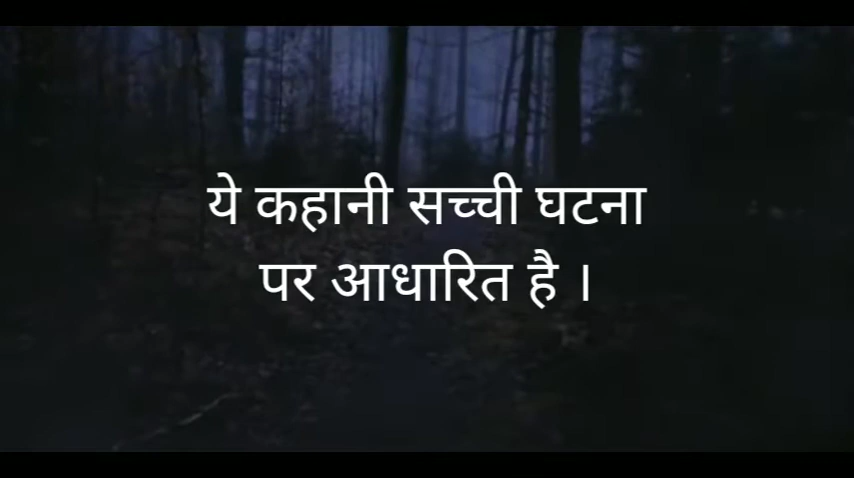 ये कहानी सच्ची घटना
पर आधारित है ।